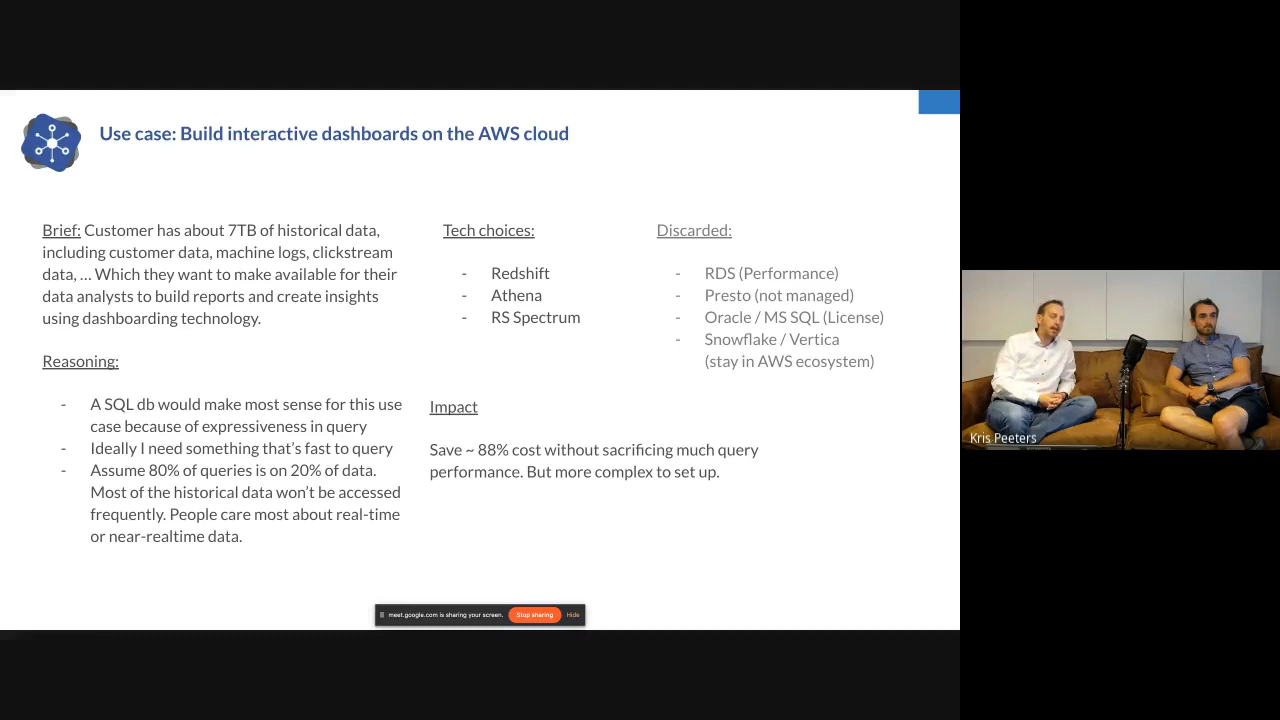 Use case: Build interactive dashboards on the AWS cloud
Brief: Customer has about 7TB of historical data,
including customer data, machine logs, clickstream
data, ... Which they want to make available for their
data analysts to build reports and create insights
using dashboarding technology.
Reasoning:
- A SQL db would make most sense for this use
case because of expressiveness in query
- Ideally I need something that's fast to query
- Assume 80% of queries is on 20% of data.
Most of the historical data won't be accessed
frequently. People care most about real-time
or near-realtime data.
Tech choices:
- Redshift
- Athena
- RS Spectrum
Discarded:
- RDS (Performance)
- Presto (not managed)
- Oracle / MS SQL (License)
- Snowflake / Vertica
(stay in AWS ecosystem)
Impact
Save ~ 88% cost without sacrificing much query
performance. But more complex to set up.
meet.google.com is sharing your screen. Stop sharing Hide
Kris Peeters